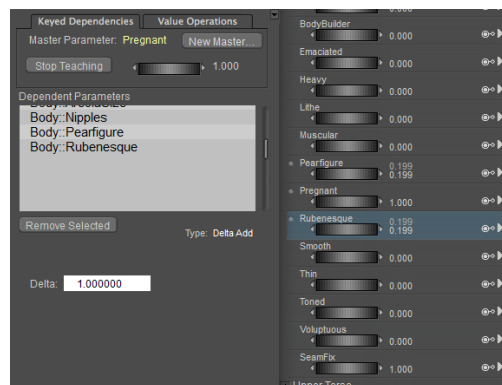 Keyed Dependencies
Value Operations
Master Parameter: Pregnant
New Master...
Stop Teaching
1.000
Dependent Parameters
Body::Nipples
Body::Pearfigure
Body::Rubenesque
Remove Selected
Type: Delta Add
Delta: 1.000000
BodyBuilder
0.000
Emaciated
0.000
Heavy
0.000
Lithe
0.000
Muscular
0.000
Pearfigure
0.199
0.199
Pregnant
1.000
Rubenesque
0.199
0.199
Smooth
0.000
Thin
0.000
Toned
0.000
Voluptuous
0.000
SeamFix
1.000
Upper Torso